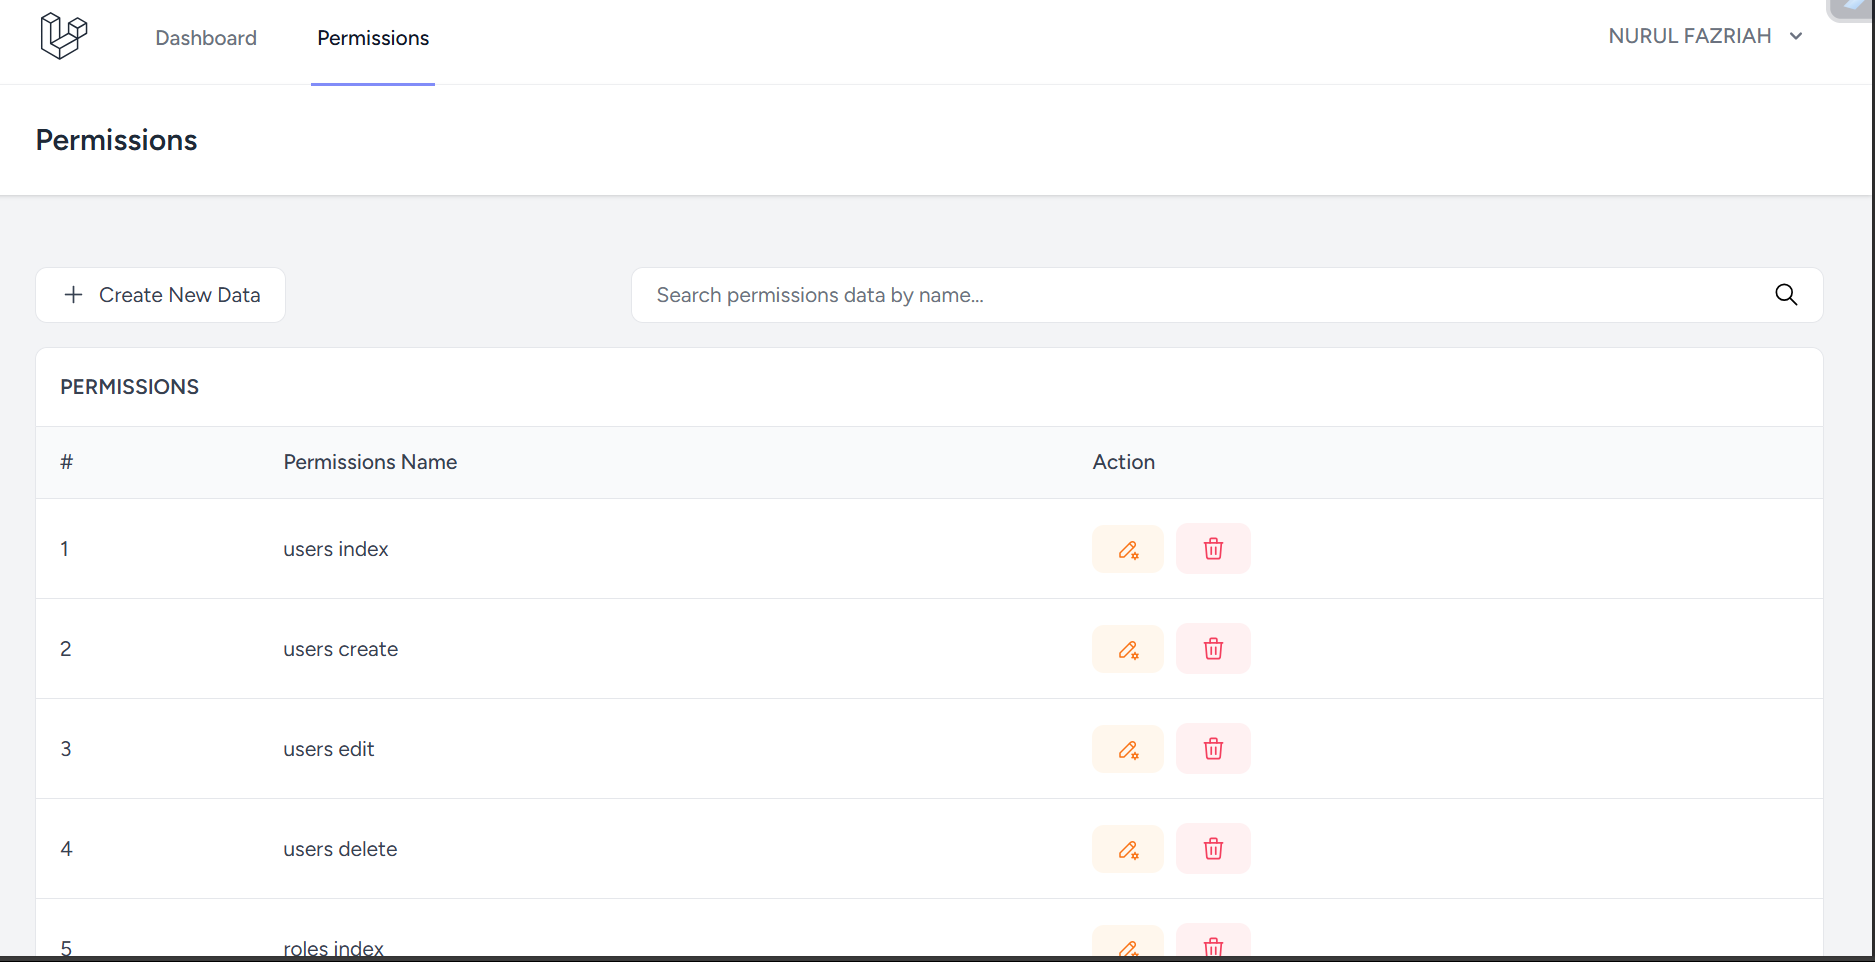 Dashboard Permissions NURUL FAZRIAH
Permissions
Create New Data Search permissions data by name...
PERMISSIONS
# Permissions Name Action
1 users index
2 users create
3 users edit
4 users delete
5 roles index